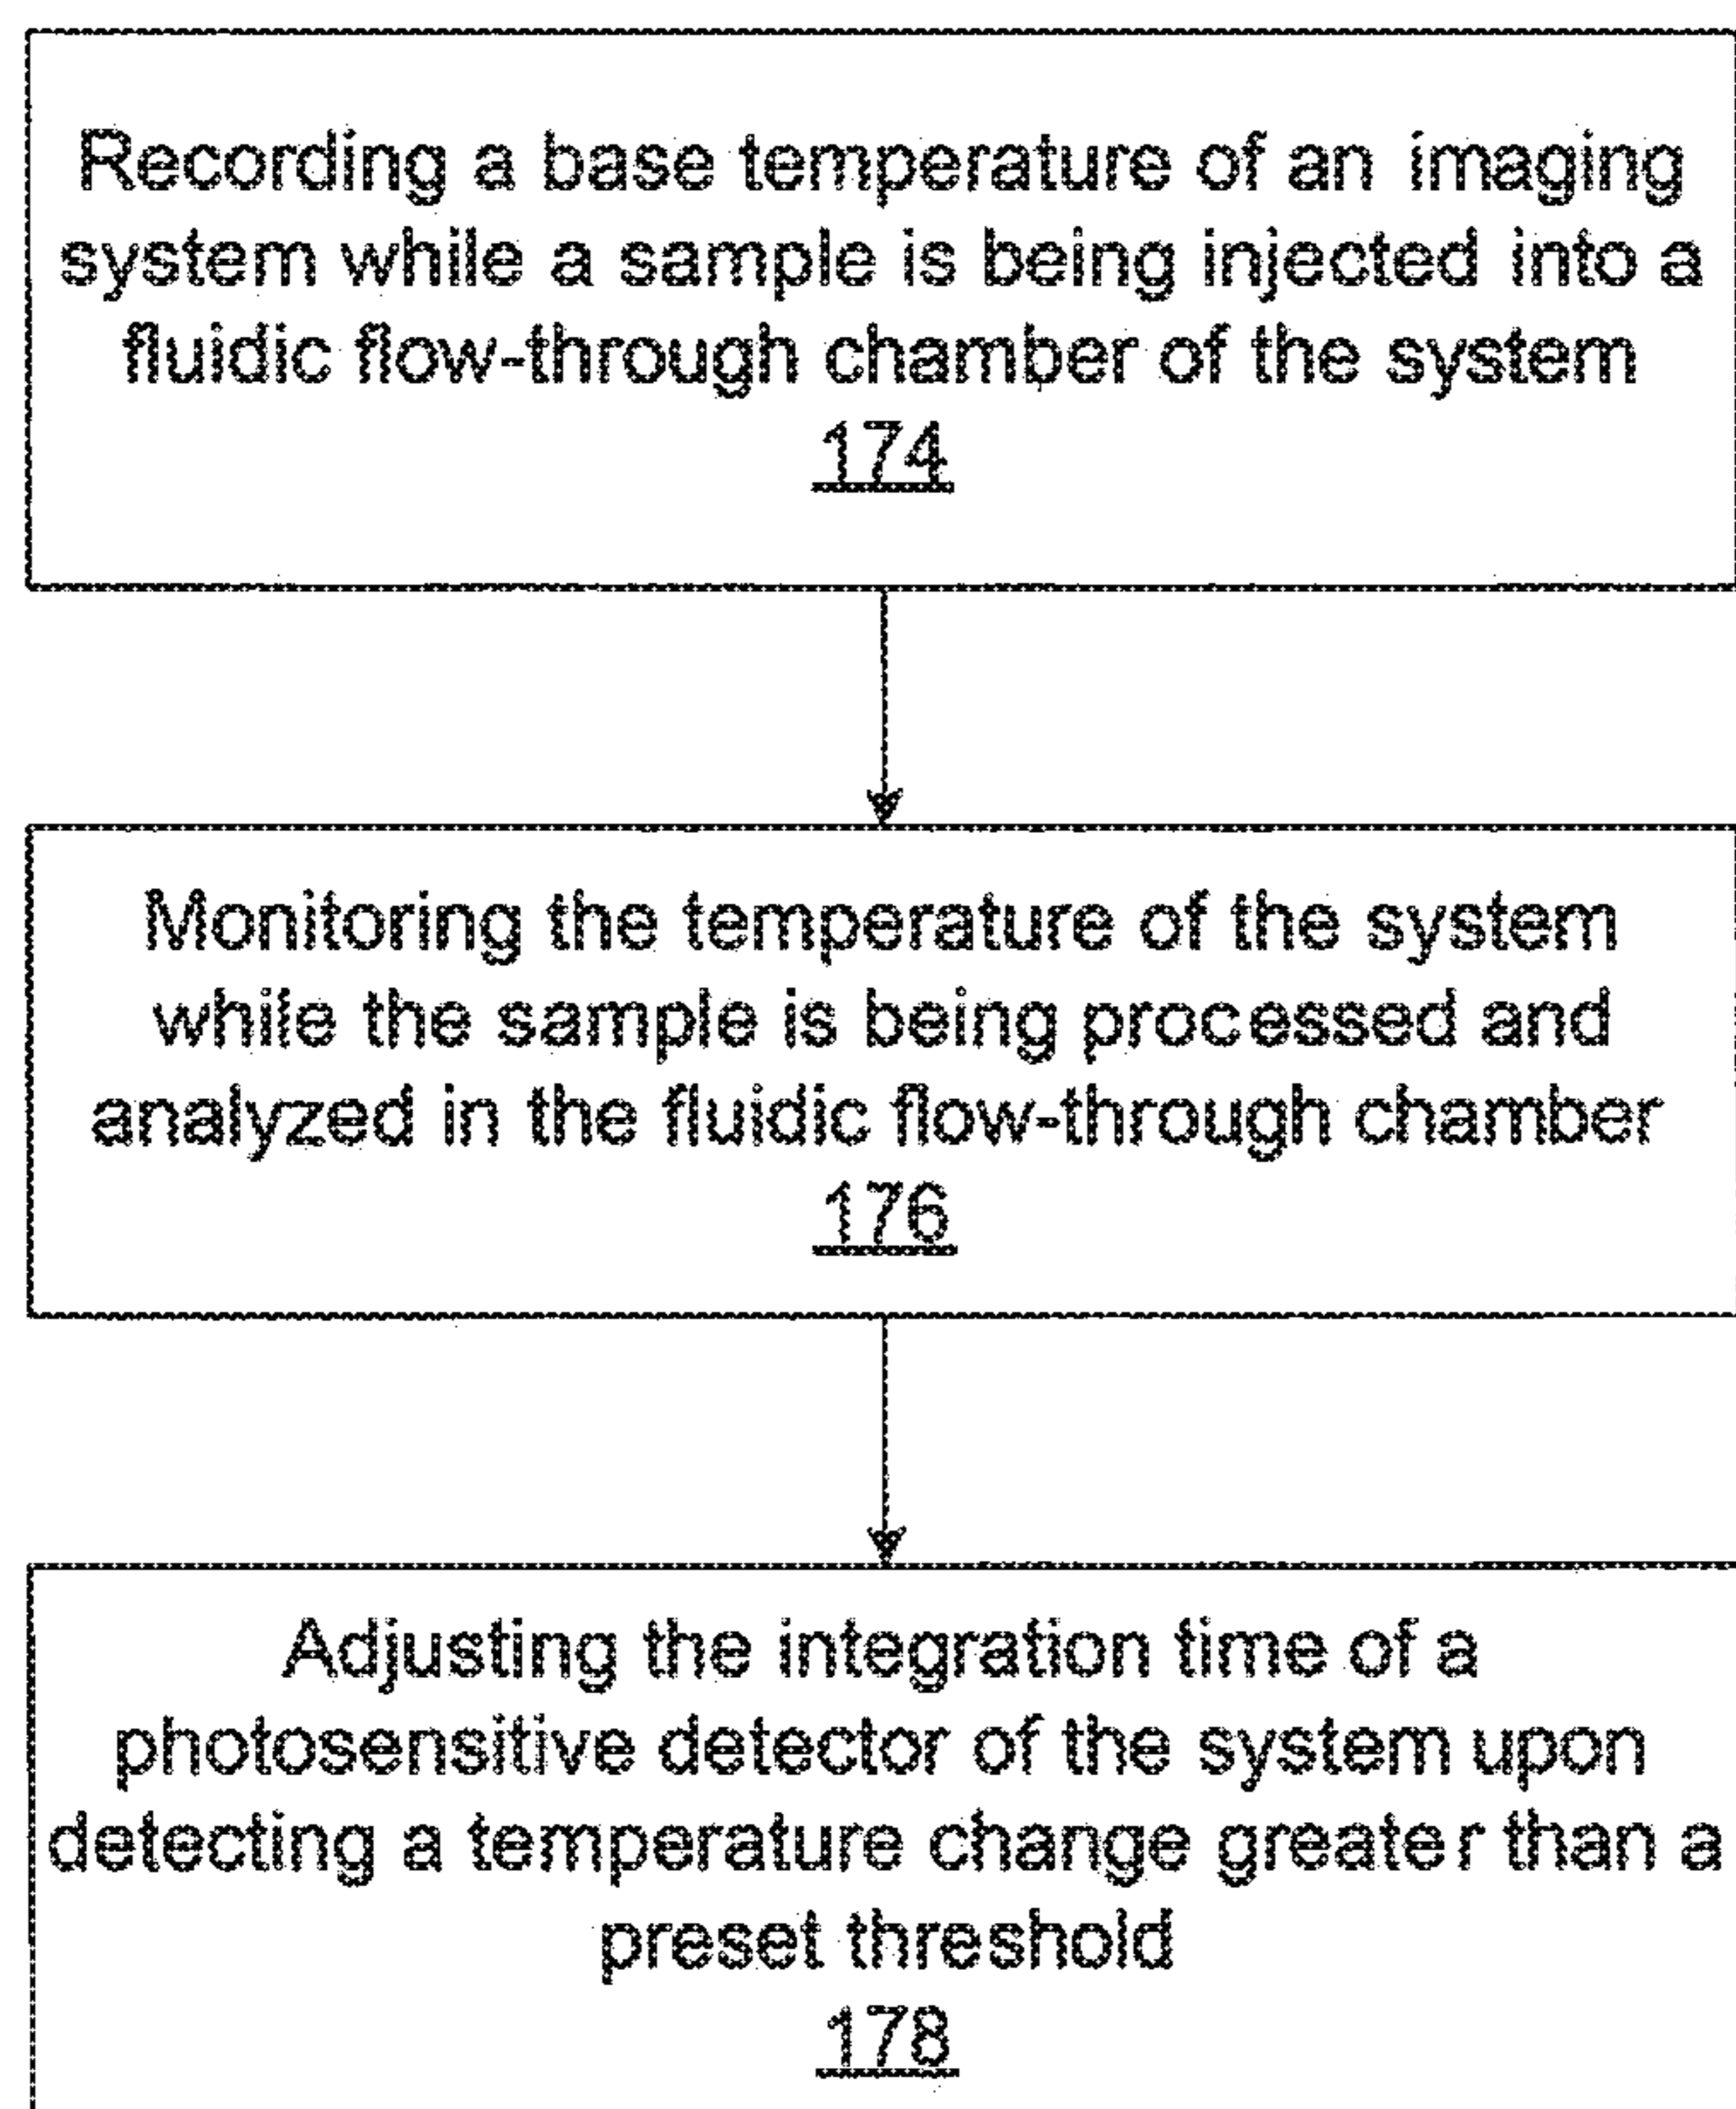 Recording a base temperature of an imaging
system while a sample is being injected into a
fluidic flow-through chamber of the system
174
Monitoring the temperature of the system
while the sample is being processed and
analyzed in the fluidic flow-through chamber
176
Adjusting the integration time of a
photosensitive detector of the system upon
detecting a temperature change greater than a
preset threshold
178